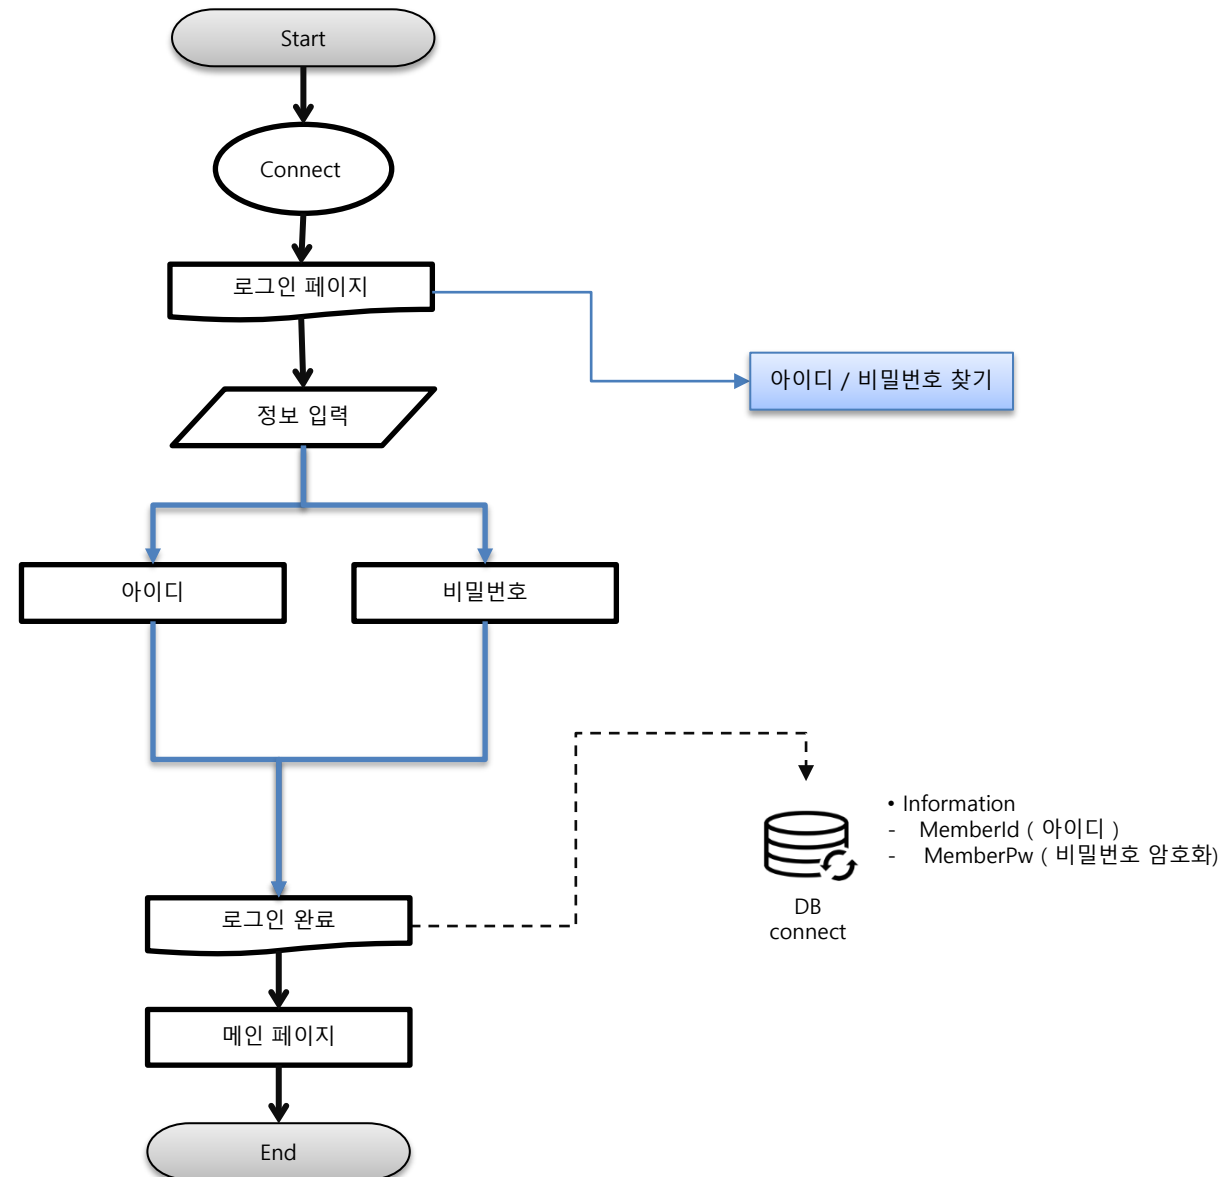 Start
Connect
로그인 페이지
아이디 / 비밀번호 찾기
정보 입력
아이디
비밀번호
• Information
- MemberId ( 아이디 )
- MemberPw ( 비밀번호 암호화)
DB
connect
로그인 완료
메인 페이지
End